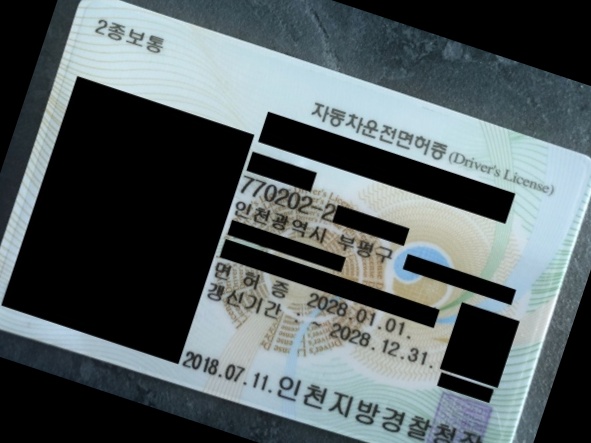 2종보통
자동차운전면허증 (Driver's License)
770202-2
인천광역시 부평구
면 허 증 2028.01.01.
갱신기간 : 2028.12.31.
2018.07.11. 인천지방경찰청장